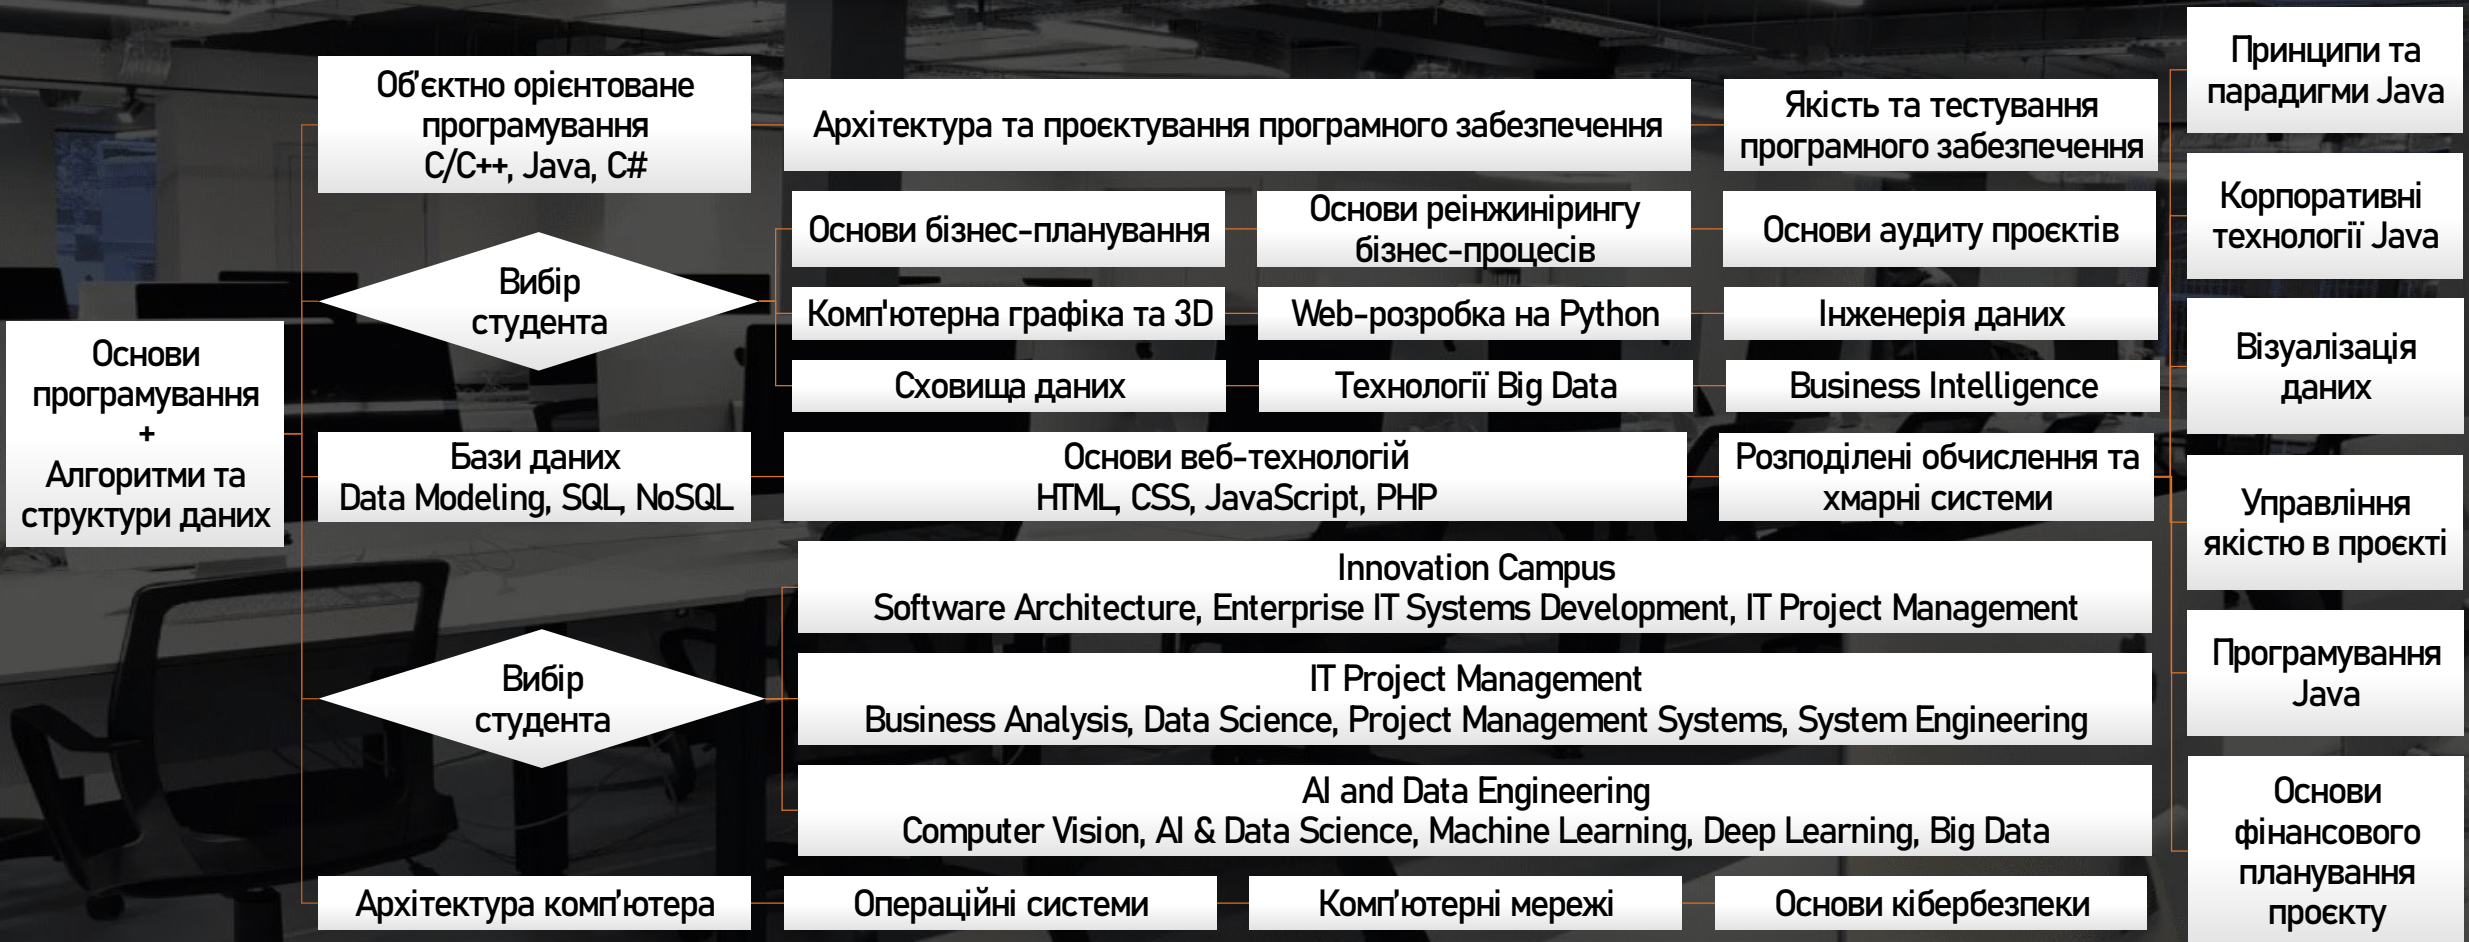 Основи
програмування
+
Алгоритми та
структури даних
Об'єктно орієнтоване
програмування
C/C++, Java, C#
Архітектура та проєктування програмного забезпечення
Якість та тестування
програмного забезпечення
Вибір
студента
Основи бізнес-планування
Основи реінжинірингу
бізнес-процесів
Основи аудиту проєктів
Комп'ютерна графіка та 3D
Web-розробка на Python
Інженерія даних
Сховища даних
Технології Big Data
Business Intelligence
Бази даних
Data Modeling, SQL, NoSQL
Основи веб-технологій
HTML, CSS, JavaScript, PHP
Розподілені обчислення та
хмарні системи
Вибір
студента
Innovation Campus
Software Architecture, Enterprise IT Systems Development, IT Project Management
IT Project Management
Business Analysis, Data Science, Project Management Systems, System Engineering
AI and Data Engineering
Computer Vision, AI & Data Science, Machine Learning, Deep Learning, Big Data
Архітектура комп'ютера
Операційні системи
Комп'ютерні мережі
Основи кібербезпеки
Принципи та
парадигми Java
Корпоративні
технології Java
Візуалізація
даних
Управління
якістю в проєкті
Програмування
Java
Основи
фінансового
планування
проєкту